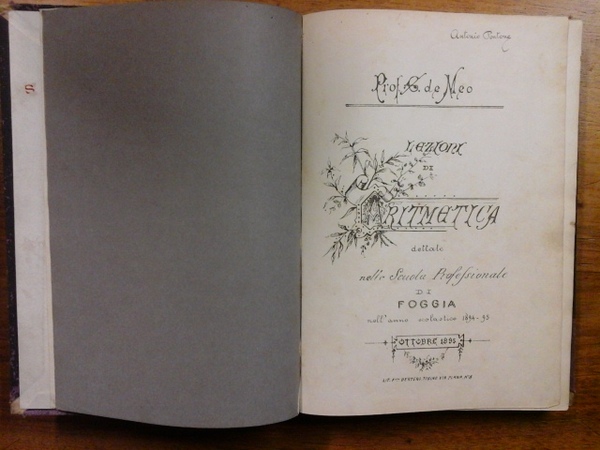 S
Antonio
Prof. G. de Meo
LEZIONI
DI
ARITMETICA
dettate
nella Scuola Professionale
DI
FOGGIA
nell'anno scolastico 1894-95
OTTOBRE 1895